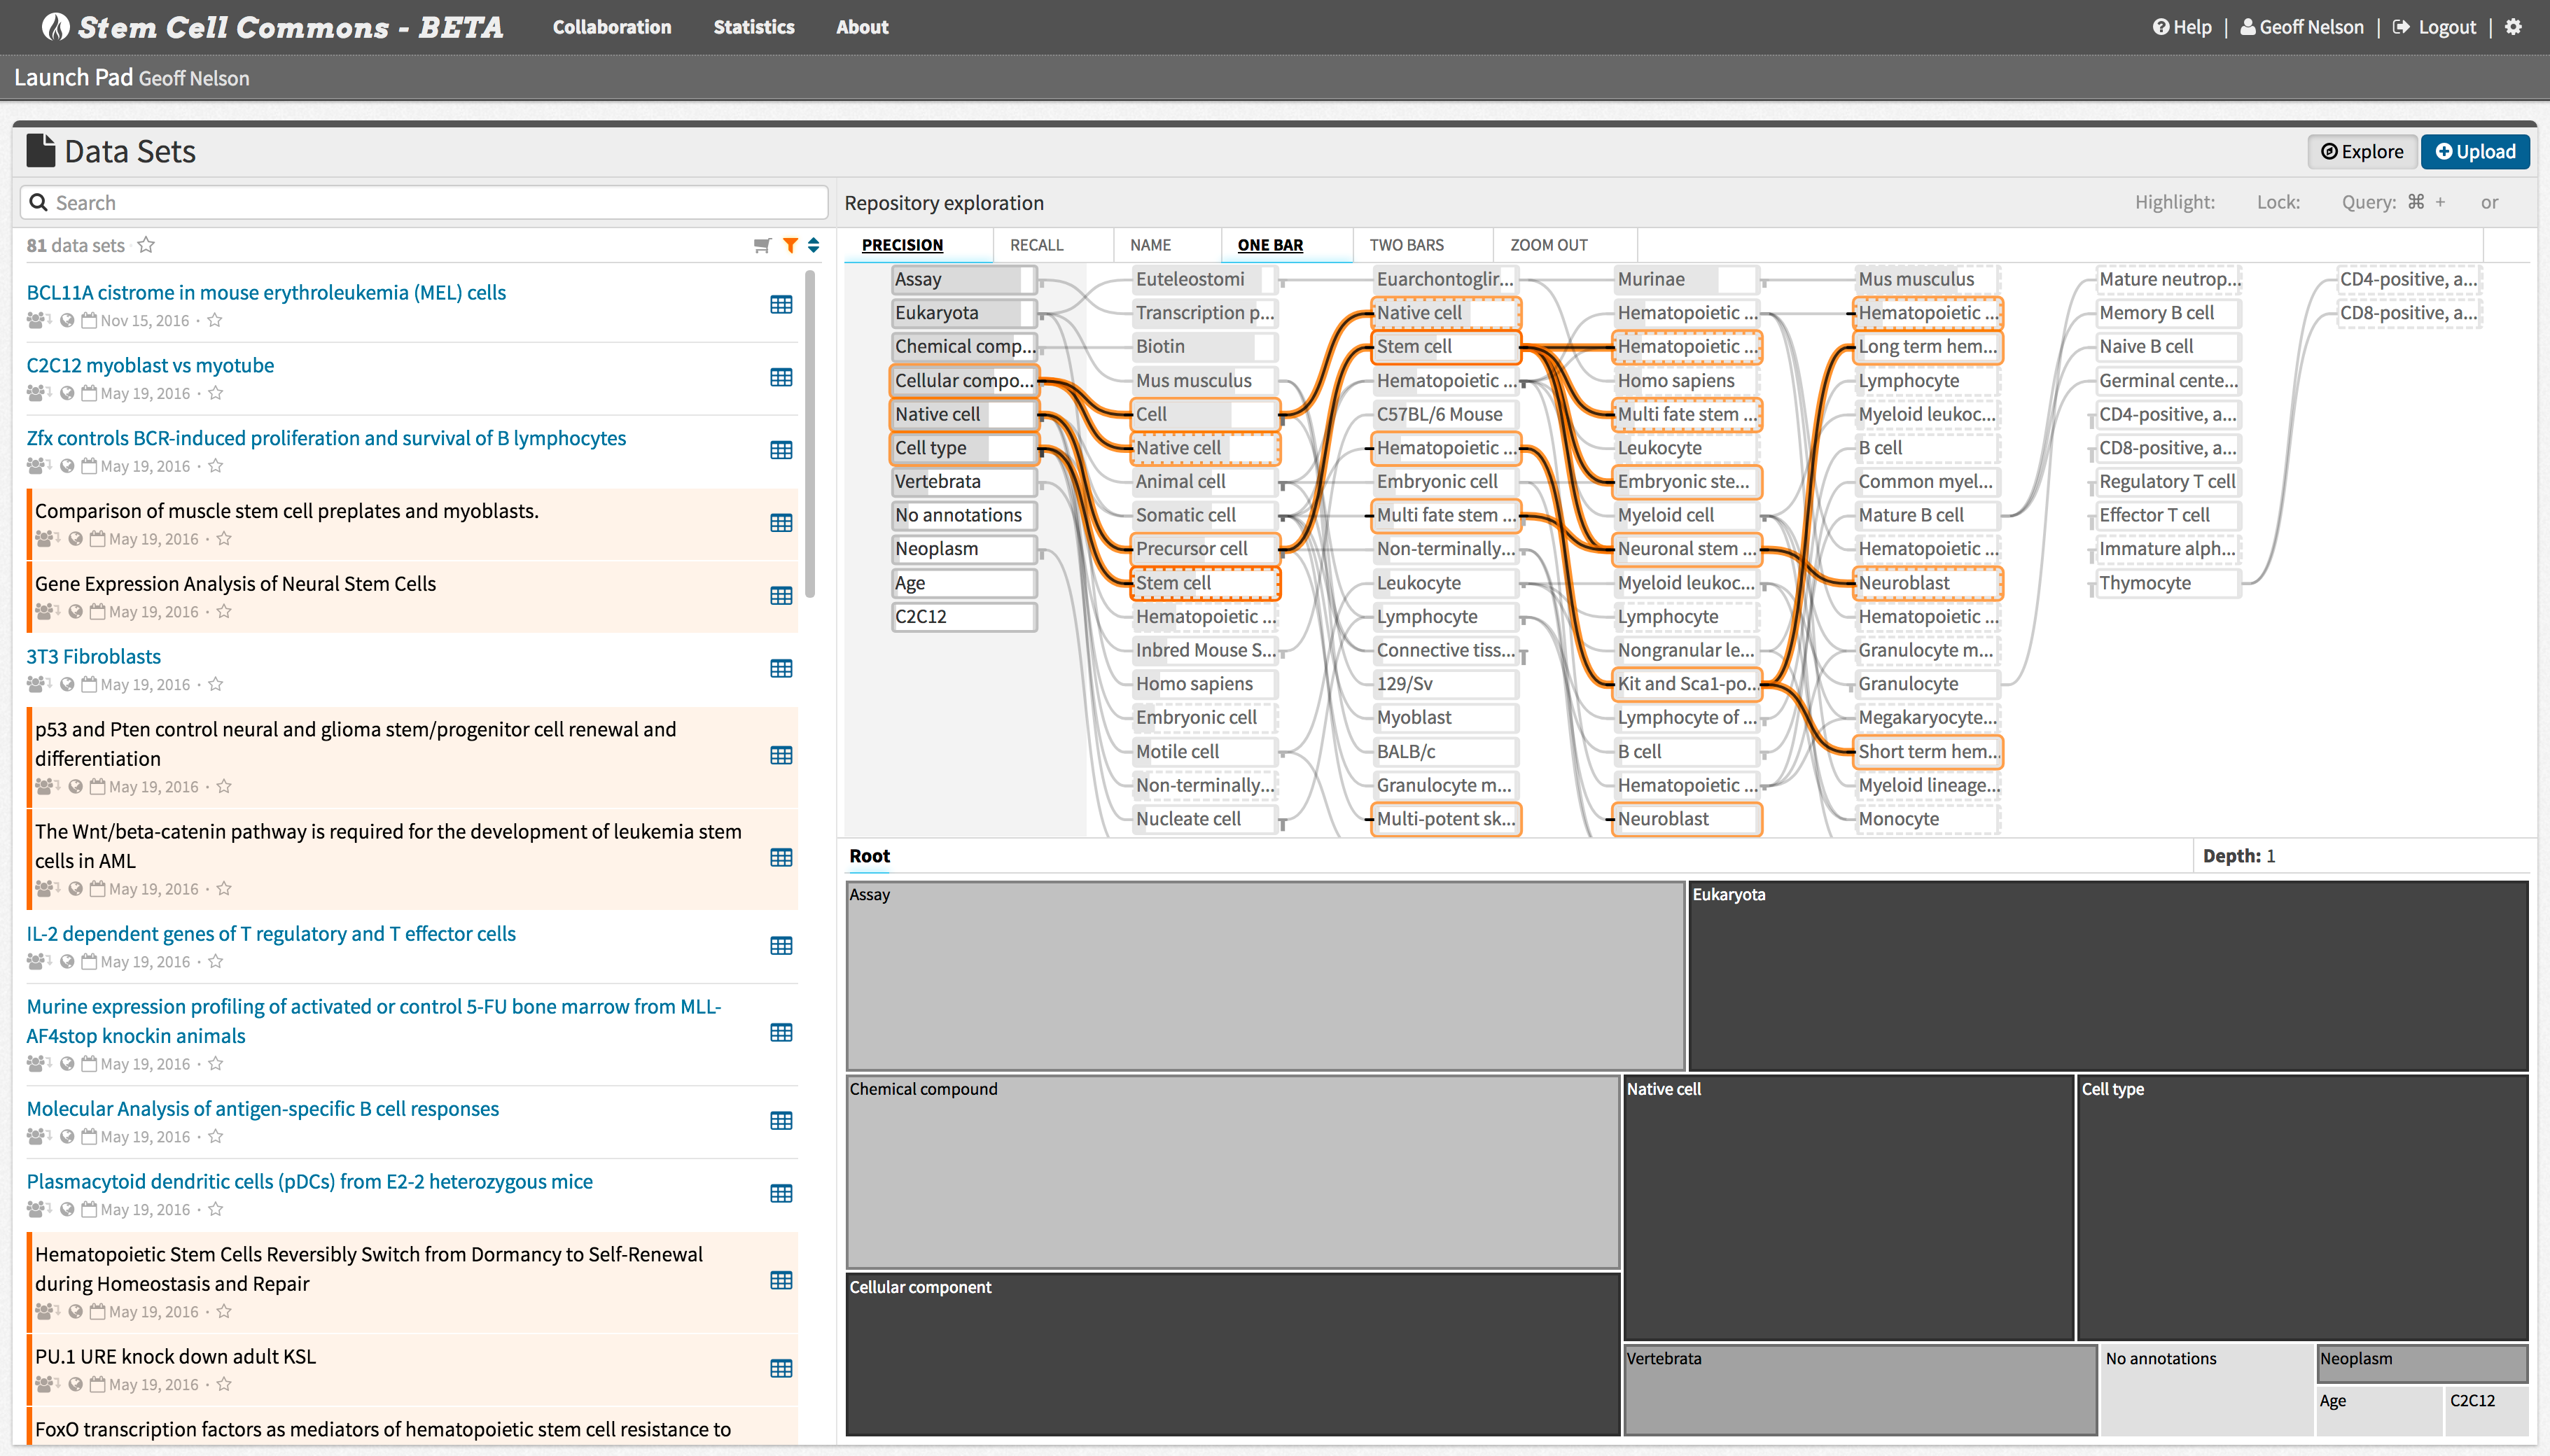 Stem Cell Commons - BETA Collaboration Statistics About Help | Geoff Nelson | Logout |
Launch Pad Geoff Nelson
Data Sets
Explore Upload
Search
81 data sets
BCL11A cistrome in mouse erythroleukemia (MEL) cells
Nov 15, 2016 ·
C2C12 myoblast vs myotube
May 19, 2016 ·
Zfx controls BCR-induced proliferation and survival of B lymphocytes
May 19, 2016 ·
Comparison of muscle stem cell preplates and myoblasts.
May 19, 2016 ·
Gene Expression Analysis of Neural Stem Cells
May 19, 2016 ·
3T3 Fibroblasts
May 19, 2016 ·
p53 and Pten control neural and glioma stem/progenitor cell renewal and
differentiation
May 19, 2016 ·
The Wnt/beta-catenin pathway is required for the development of leukemia stem
cells in AML
May 19, 2016 ·
IL-2 dependent genes of T regulatory and T effector cells
May 19, 2016 ·
Murine expression profiling of activated or control 5-FU bone marrow from MLL-
AF4stop knockin animals
May 19, 2016 ·
Molecular Analysis of antigen-specific B cell responses
May 19, 2016 ·
Plasmacytoid dendritic cells (pDCs) from E2-2 heterozygous mice
May 19, 2016 ·
Hematopoietic Stem Cells Reversibly Switch from Dormancy to Self-Renewal
during Homeostasis and Repair
May 19, 2016 ·
PU.1 URE knock down adult KSL
May 19, 2016 ·
FoxO transcription factors as mediators of hematopoietic stem cell resistance to
Repository exploration
Highlight: Lock: Query: ⌘ + or
PRECISION RECALL NAME ONE BAR TWO BARS ZOOM OUT
Assay
Eukaryota
Chemical comp...
Cellular compo...
Native cell
Cell type
Vertebrata
No annotations
Neoplasm
Age
C2C12
Euteleostomi
Transcription p...
Biotin
Mus musculus
Cell
Native cell
Animal cell
Somatic cell
Precursor cell
Stem cell
Hematopoietic ...
Inbred Mouse S...
Homo sapiens
Embryonic cell
Motile cell
Non-terminally...
Nucleate cell
Euarchontoglir...
Native cell
Stem cell
Hematopoietic ...
C57BL/6 Mouse
Hematopoietic ...
Embryonic cell
Multi fate stem ...
Non-terminally...
Leukocyte
Lymphocyte
Connective tiss...
129/Sv
Myoblast
BALB/c
Granulocyte m...
Multi-potent sk...
Murinae
Hematopoietic ...
Hematopoietic ...
Homo sapiens
Multi fate stem ...
Leukocyte
Embryonic ste...
Myeloid cell
Neuronal stem ...
Myeloid leukoc...
Lymphocyte
Nongranular le...
Kit and Sca1-po...
Lymphocyte of ...
B cell
Hematopoietic ...
Neuroblast
Mus musculus
Hematopoietic ...
Long term hem...
Lymphocyte
Myeloid leukoc...
B cell
Common myel...
Mature B cell
Hematopoietic ...
Neuroblast
Hematopoietic ...
Granulocyte m...
Granulocyte
Megakaryocyte...
Short term hem...
Myeloid lineage...
Monocyte
Mature neutrop...
Memory B cell
Naive B cell
Germinal cente...
CD4-positive, a...
CD8-positive, a...
Regulatory T cell
Effector T cell
Immature alph...
Thymocyte
CD4-positive, a...
CD8-positive, a...
Root
Depth: 1
Assay
Eukaryota
Chemical compound
Native cell
Cell type
Cellular component
Vertebrata
No annotations
Neoplasm
Age
C2C12